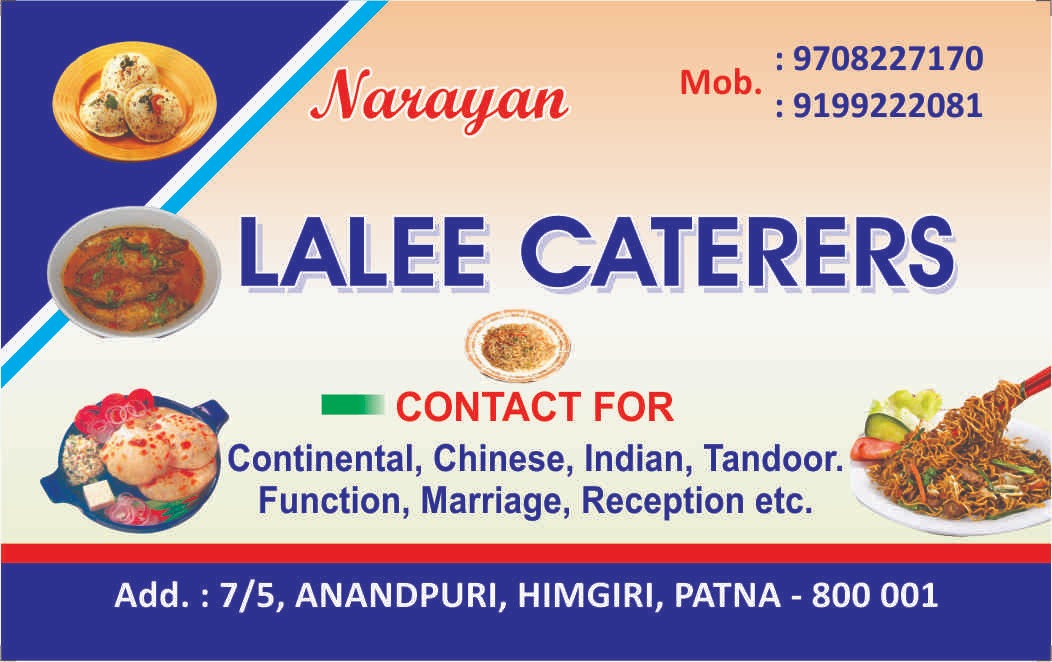 Narayan
Mob. : 9708227170
: 9199222081
LALEE CATERERS
CONTACT FOR
Continental, Chinese, Indian, Tandoor.
Function, Marriage, Reception etc.
Add. : 7/5, ANANDPURI, HIMGIRI, PATNA - 800 001